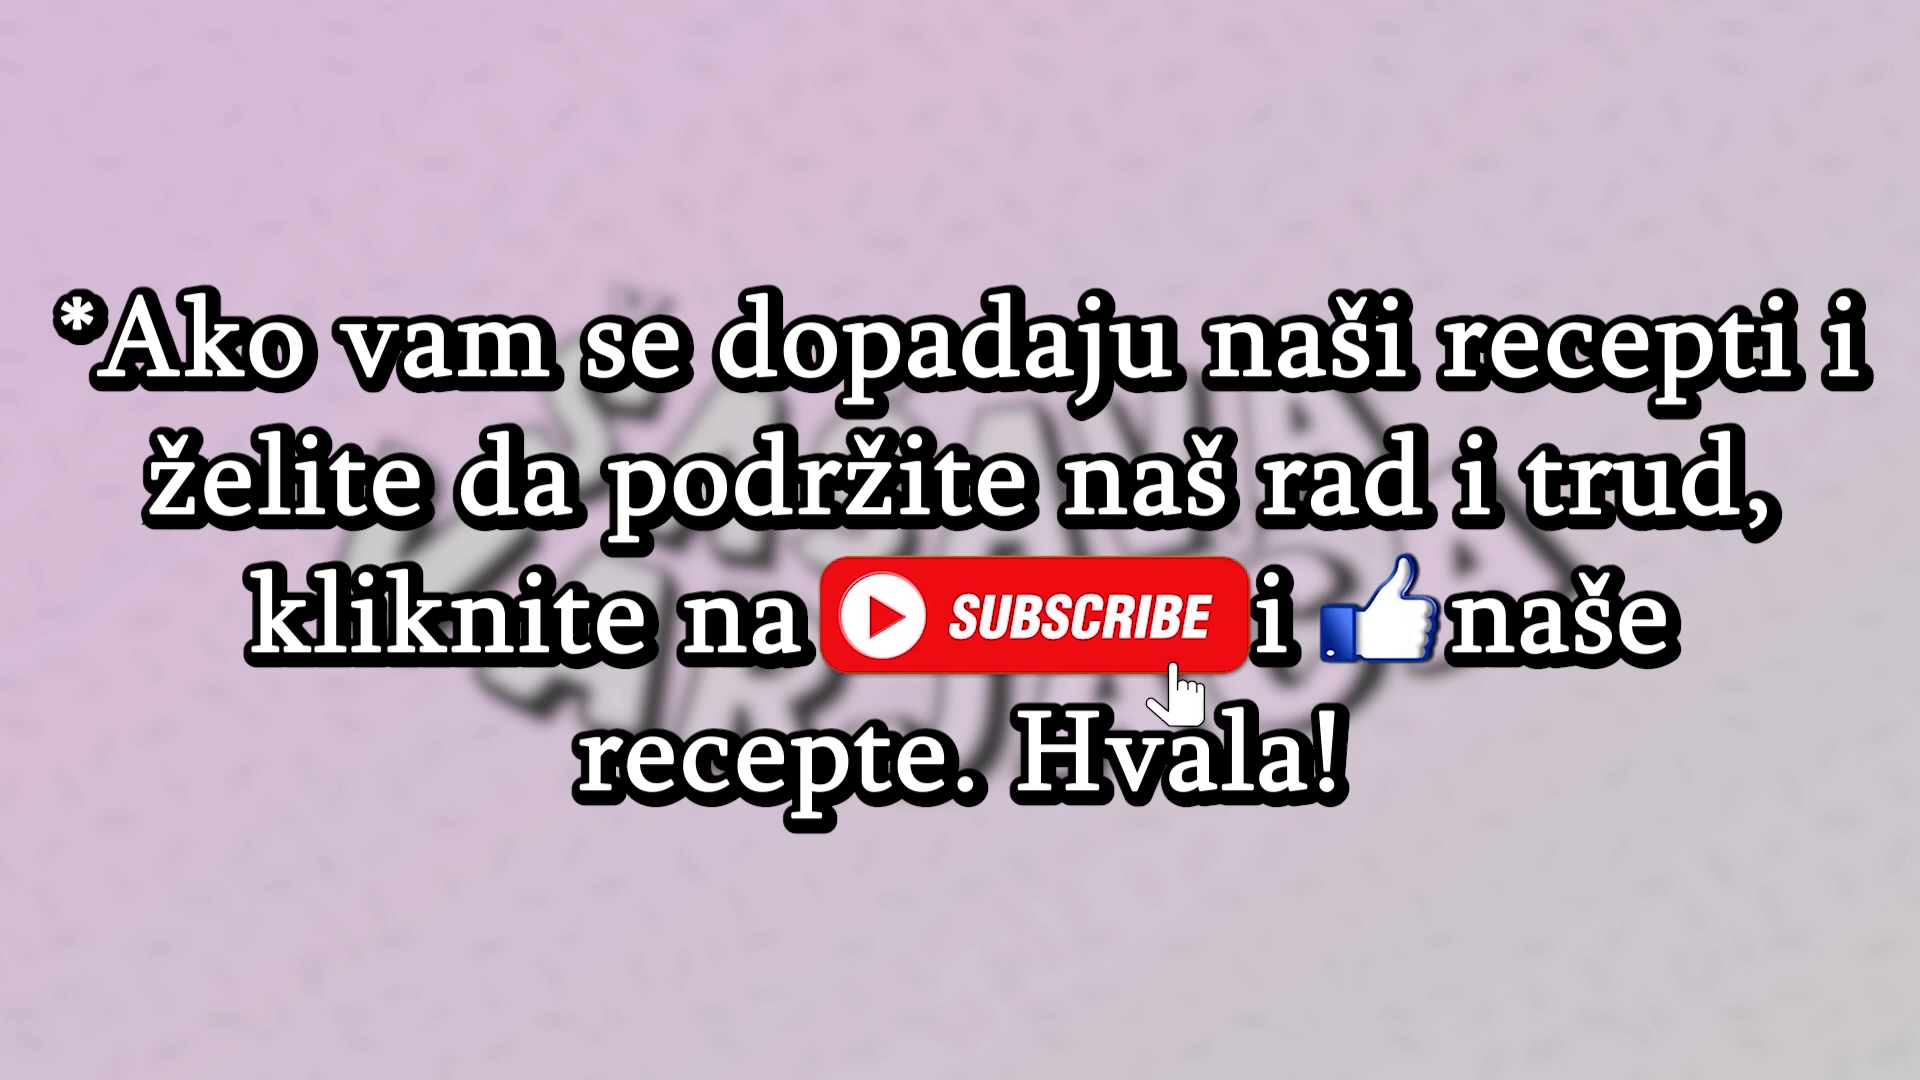 *Ako vam se dopadaju naši recepti i
želite da podržite naš rad i trud,
kliknite na SUBSCRIBE i naše
recepte. Hvala!